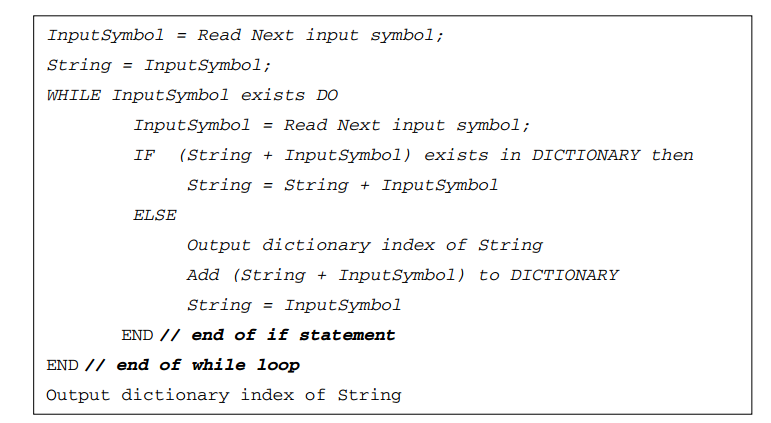 InputSymbol = Read Next input symbol;
String = InputSymbol;
WHILE InputSymbol exists DO
InputSymbol = Read Next input symbol;
IF (String + InputSymbol) exists in DICTIONARY then
String = String + InputSymbol
ELSE
Output dictionary index of String
Add (String + InputSymbol) to DICTIONARY
String = InputSymbol
END // end of if statement
END // end of while loop
Output dictionary index of String